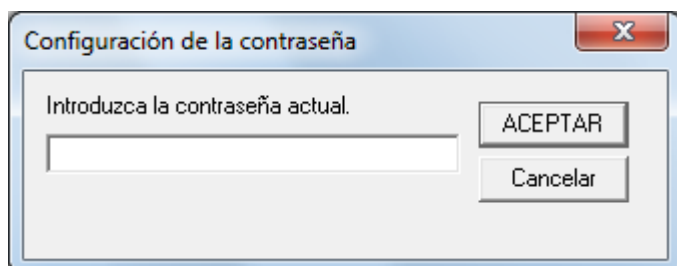 Configuración de la contraseña
Introduzca la contraseña actual.
ACEPTAR
Cancelar